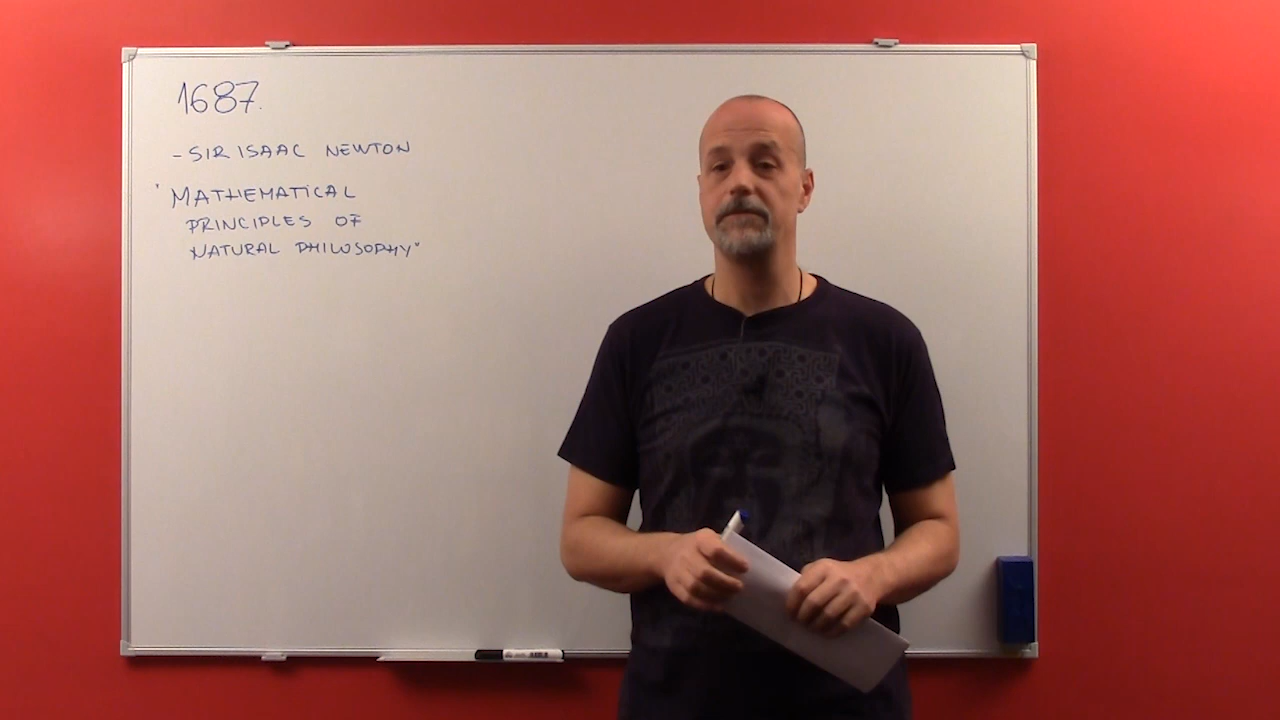 1687.
- SIR ISAAC NEWTON
"MATHEMATICAL
PRINCIPLES OF
NATURAL PHILOSOPHY"